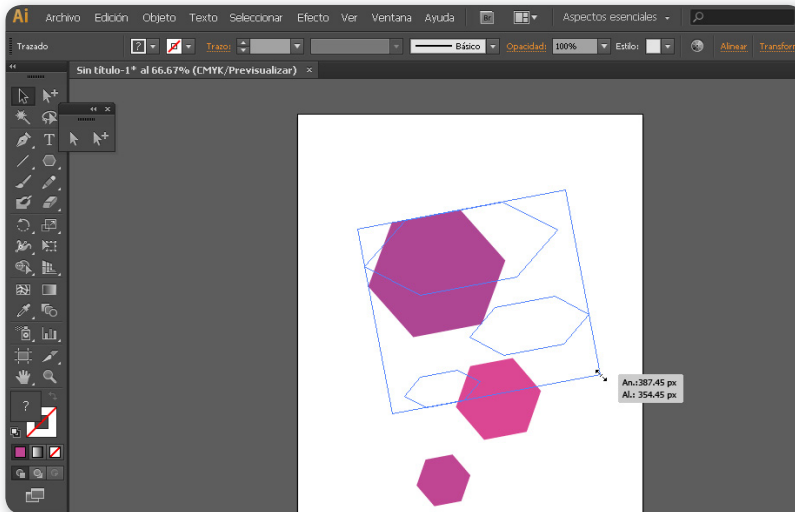 Ai Archivo Edición Objeto Texto Seleccionar Efecto Ver Ventana Ayuda Br Aspectos esenciales
Trazado ? Trazo: Básico Opacidad: 100% Estilo: Alinear Transfor
Sin título-1* al 66.67% (CMYK/Previsualizar) ×
T
An.:387.45 px
Al.: 354.45 px
?